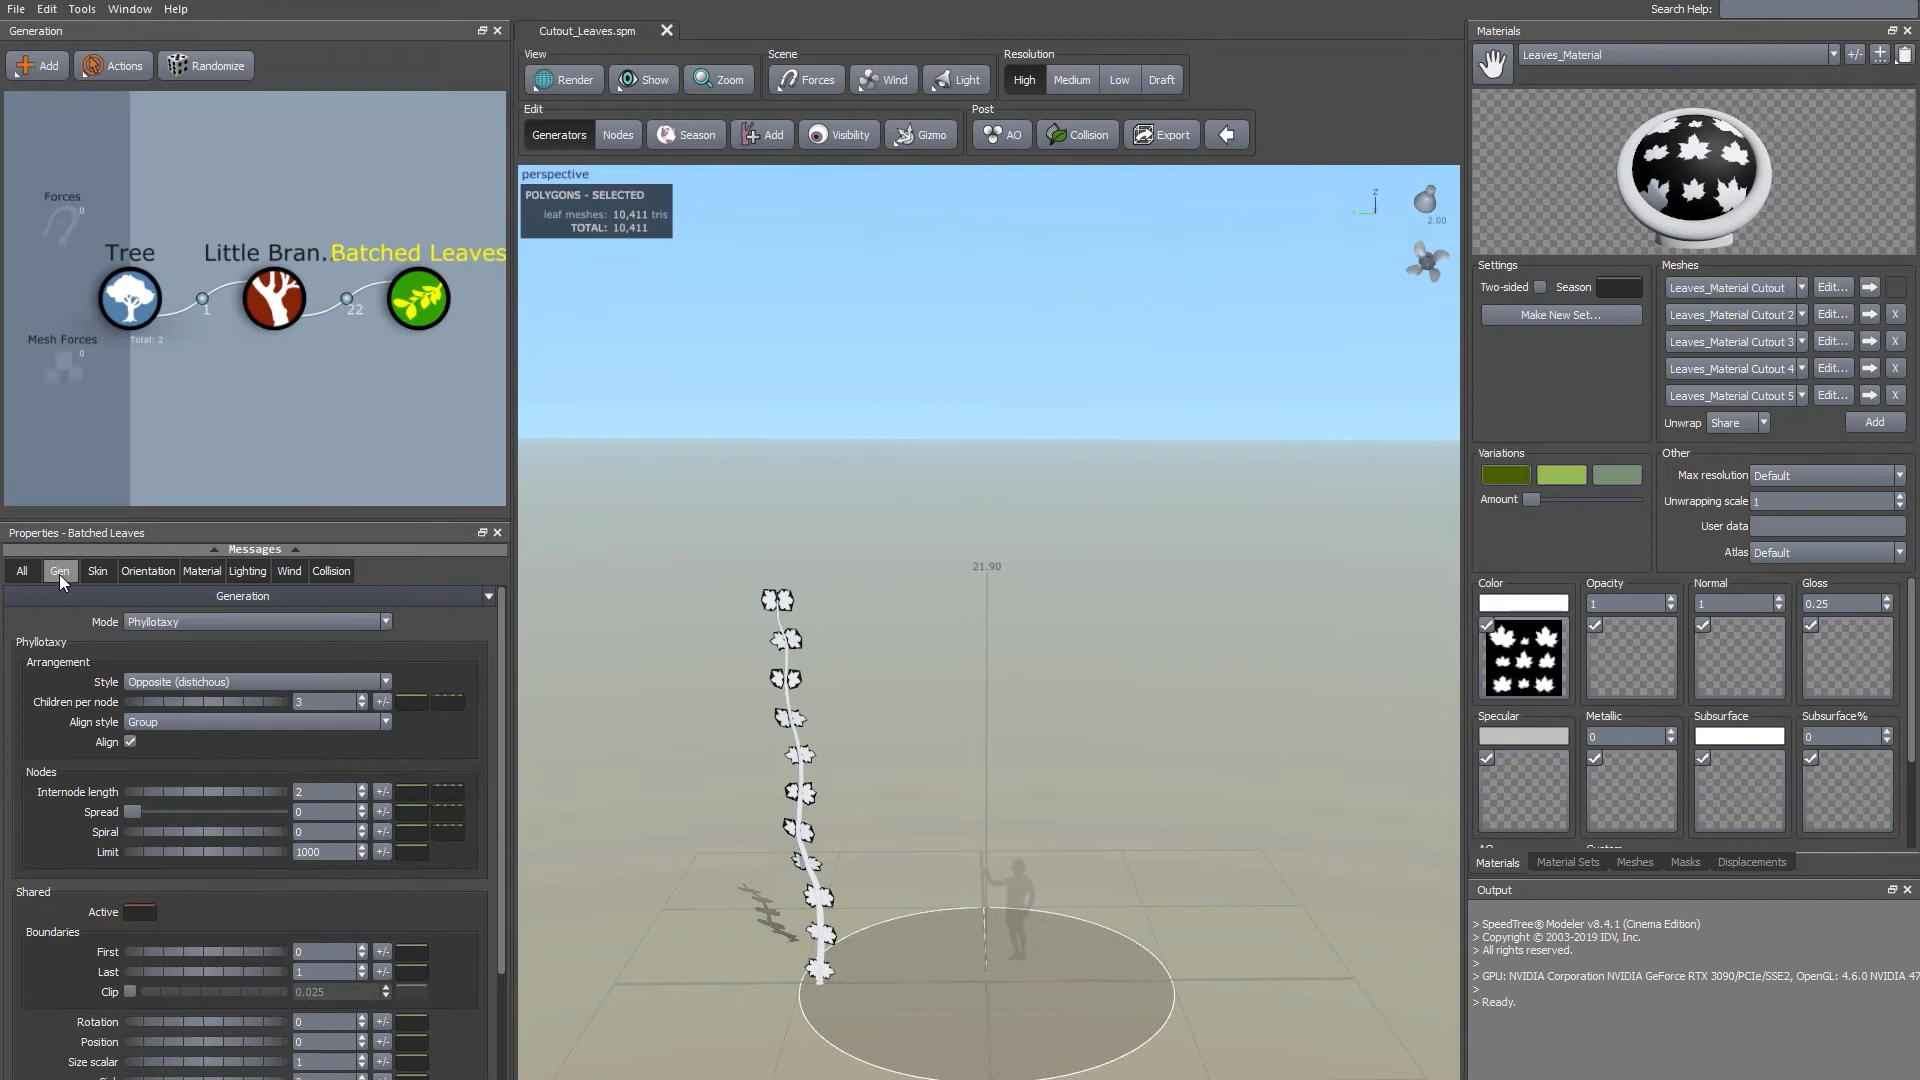 File Edit Tools Window Help
Search Help:
Generation
Cutout_Leaves.spm
Materials
Add Actions Randomize
View
Scene
Resolution
Render Show Zoom
Forces Wind Light
High Medium Low Draft
Edit
Post
Generators Nodes Season Add Visibility Gizmo
AO Collision Export
Forces
0
Tree
Little Bran..
Batched Leaves
1
22
Total: 2
Mesh Forces
0
perspective
POLYGONS - SELECTED
leaf meshes: 10,411 tris
TOTAL: 10,411
z
2.00
21.90
Properties - Batched Leaves
Messages
All Gen Skin Orientation Material Lighting Wind Collision
Generation
Mode Phyllotaxy
Phyllotaxy
Arrangement
Style Opposite (distichous)
Children per node 3 +/-
Align style Group
Align
Nodes
Internode length 2 +/-
Spread 0 +/-
Spiral 0 +/-
Limit 1000 +/-
Shared
Active
Boundaries
First 0 +/-
Last 1 +/-
Clip 0.025
Rotation 0 +/-
Position 0 +/-
Size scalar 1 +/-
Leaves_Material +/-
Settings
Two-sided Season
Make New Set...
Meshes
Leaves_Material Cutout Edit...
Leaves_Material Cutout 2 Edit... X
Leaves_Material Cutout 3 Edit... X
Leaves_Material Cutout 4 Edit... X
Leaves_Material Cutout 5 Edit... X
Unwrap Share Add
Variations
Amount
Other
Max resolution Default
Unwrapping scale 1
User data
Atlas Default
Color Opacity Normal Gloss
1 1 0.25
Specular Metallic Subsurface Subsurface%
0 0
Materials Material Sets Meshes Masks Displacements
Output
> SpeedTree® Modeler v8.4.1 (Cinema Edition)
> Copyright © 2003-2019 IDV, Inc.
> All rights reserved.
>
> GPU: NVIDIA Corporation NVIDIA GeForce RTX 3090/PCIe/SSE2, OpenGL: 4.6.0 NVIDIA 47
>
> Ready.